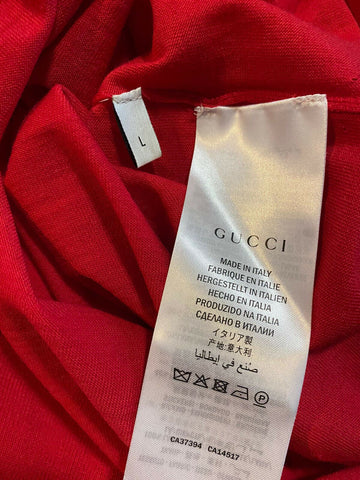 L
GUCCI
MADE IN ITALY
FABRIQUE EN ITALIE
HERGESTELLT IN ITALIEN
HECHO EN ITALIA
PRODUZIDO NA ITALIA
СДЕЛАНО В ИТАЛИИ
イタリア製
产地:意大利
صنع في إيطاليا
P
CA37394 CA14517